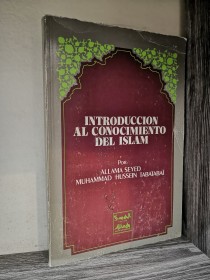 INTRODUCCION
AL CONOCIMIENTO
DEL ISLAM
Por:
ALLAMA SEYED
MUHAMMAD HUSSEIN TABATABAI